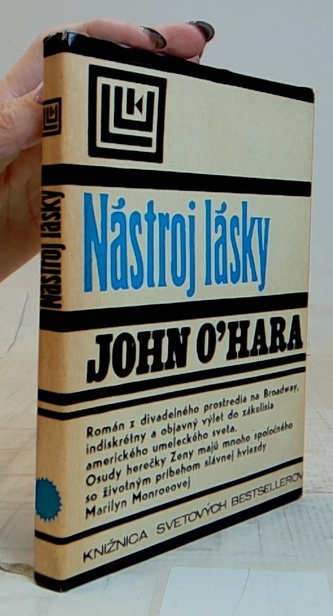 LUK
Nástroj lásky
Nástroj lásky
JOHN O'HARA
Román z divadelného prostredia na Broadway,
indiskrétny a objavný výlet do zákulisia
amerického umeleckého sveta.
Osudy herečky Zeny majú mnoho spoločného
so životným príbehom slávnej hviezdy
Marilyn Monroeovej
KNIŽNICA SVETOVÝCH BESTSELLEROV